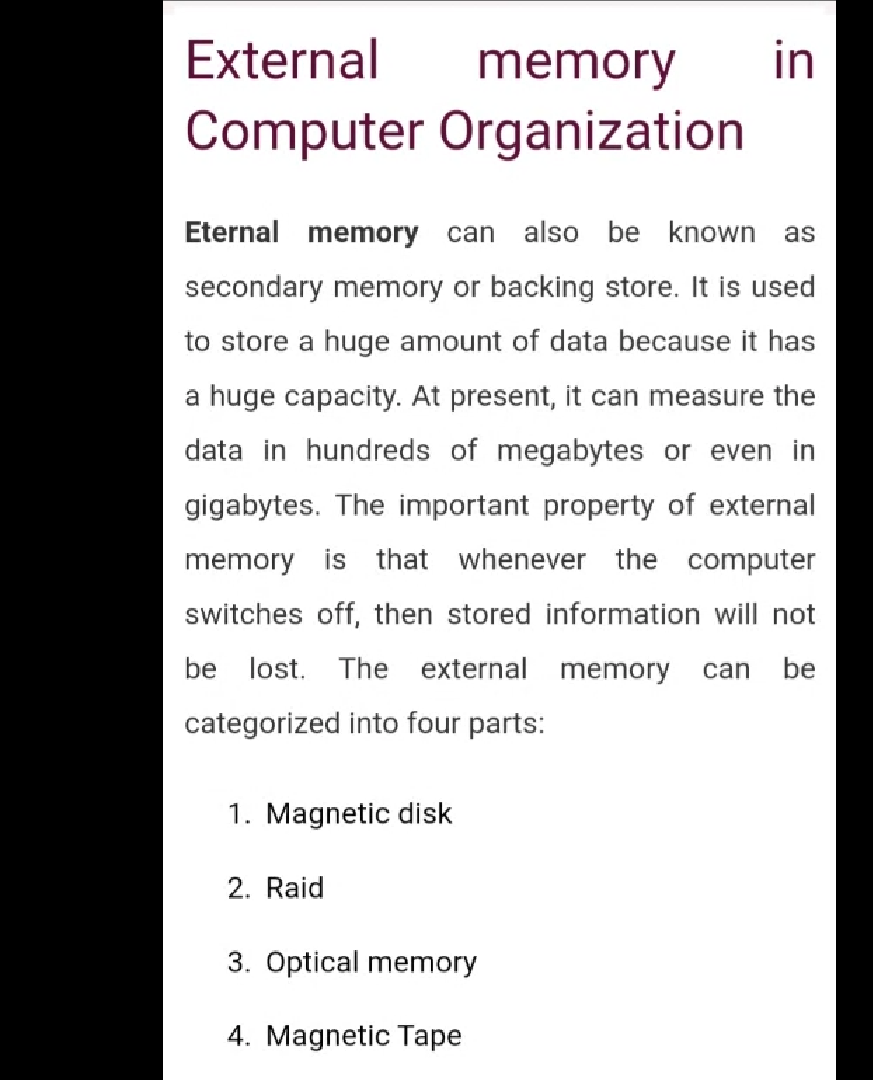 External memory in
Computer Organization
Eternal memory can also be known as
secondary memory or backing store. It is used
to store a huge amount of data because it has
a huge capacity. At present, it can measure the
data in hundreds of megabytes or even in
gigabytes. The important property of external
memory is that whenever the computer
switches off, then stored information will not
be lost. The external memory can be
categorized into four parts:
1. Magnetic disk
2. Raid
3. Optical memory
4. Magnetic Tape